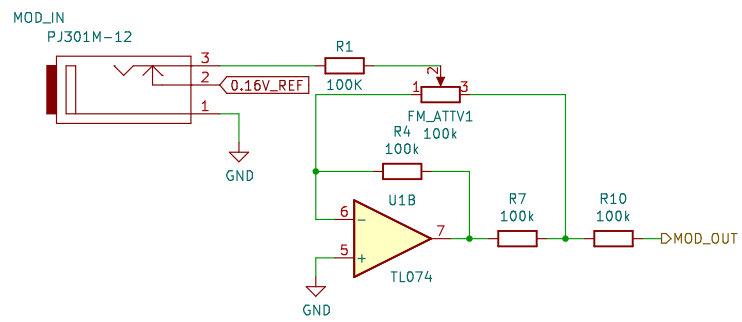 MOD_IN
PJ301M-12
3
2
1
0.16V_REF
GND
R1
100K
2
1
3
FM_ATTV1
100k
R4
100k
U1B
6
5
7
−
+
TL074
GND
R7
100k
R10
100k
MOD_OUT